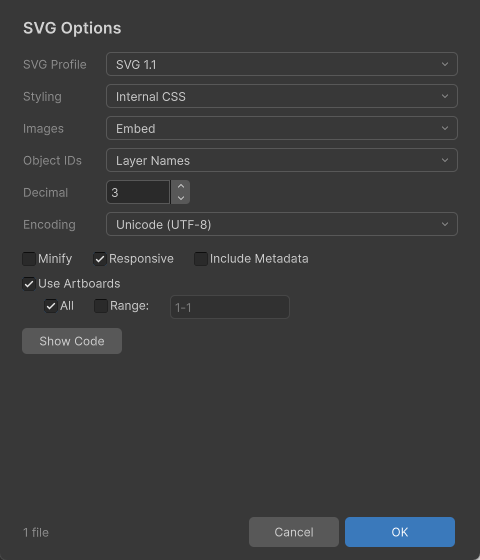 SVG Options
SVG Profile SVG 1.1
Styling Internal CSS
Images Embed
Object IDs Layer Names
Decimal 3
Encoding Unicode (UTF-8)
Minify Responsive Include Metadata
Use Artboards
All Range: 1-1
Show Code
1 file Cancel OK